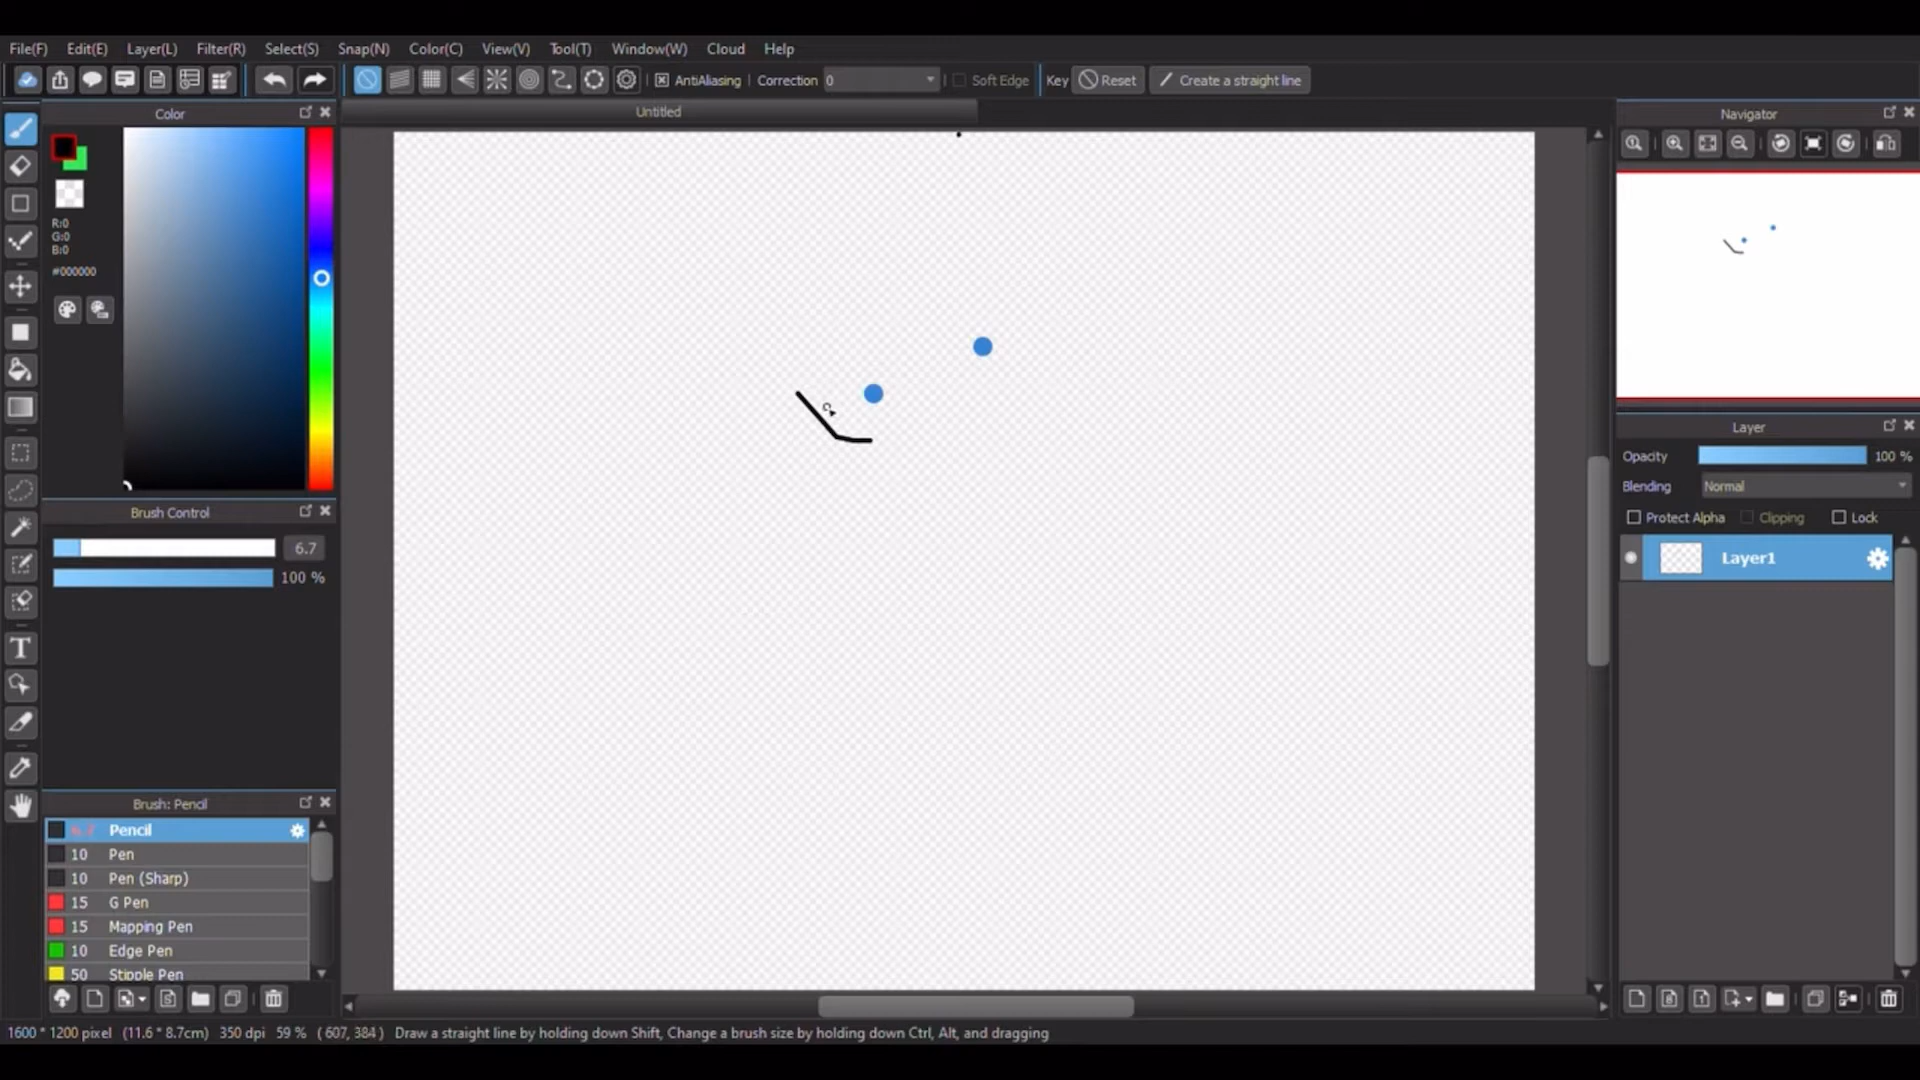 File(F) Edit(E) Layer(L) Filter(R) Select(S) Snap(N) Color(C) View(V) Tool(T) Window(W) Cloud Help
AntiAliasing Correction 0 Soft Edge Key Reset Create a straight line
Color
Untitled
Navigator
R:0
G:0
B:0
#000000
Layer
Opacity 100 %
Blending Normal
Protect Alpha Clipping Lock
Layer1
Brush Control
6.7
100 %
Brush: Pencil
6.7 Pencil
10 Pen
10 Pen (Sharp)
15 G Pen
15 Mapping Pen
10 Edge Pen
50 Stipple Pen
1600 * 1200 pixel (11.6 * 8.7cm) 350 dpi 59 % ( 607, 384 ) Draw a straight line by holding down Shift, Change a brush size by holding down Ctrl, Alt, and dragging